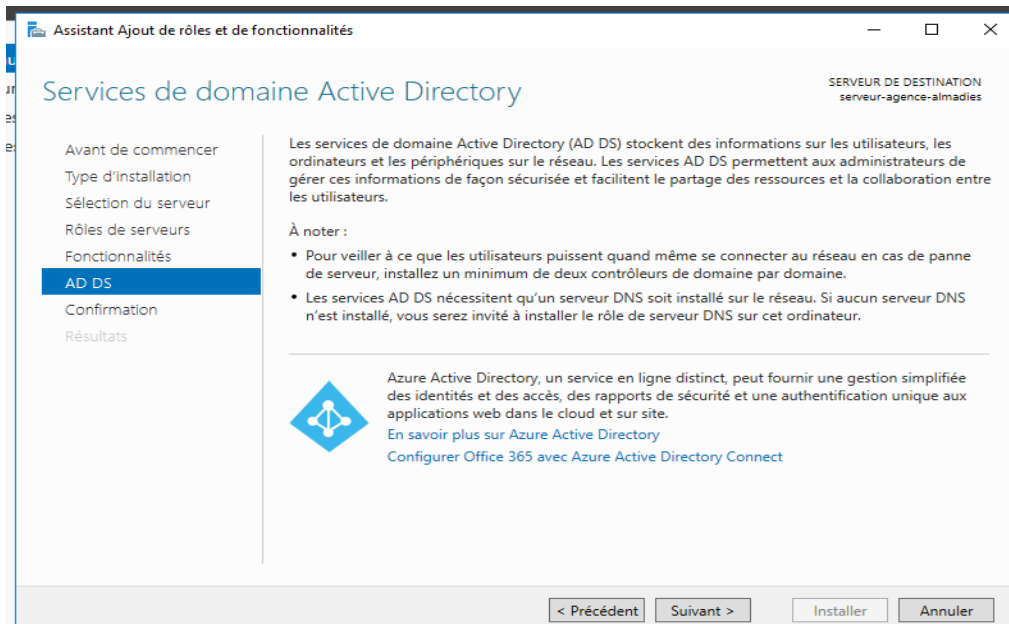 Assistant Ajout de rôles et de fonctionnalités
Services de domaine Active Directory
SERVEUR DE DESTINATION
serveur-agence-almadies
Avant de commencer
Type d'installation
Sélection du serveur
Rôles de serveurs
Fonctionnalités
AD DS
Confirmation
Résultats
Les services de domaine Active Directory (AD DS) stockent des informations sur les utilisateurs, les
ordinateurs et les périphériques sur le réseau. Les services AD DS permettent aux administrateurs de
gérer ces informations de façon sécurisée et facilitent le partage des ressources et la collaboration entre
les utilisateurs.
À noter :
• Pour veiller à ce que les utilisateurs puissent quand même se connecter au réseau en cas de panne
de serveur, installez un minimum de deux contrôleurs de domaine par domaine.
• Les services AD DS nécessitent qu'un serveur DNS soit installé sur le réseau. Si aucun serveur DNS
n'est installé, vous serez invité à installer le rôle de serveur DNS sur cet ordinateur.
Azure Active Directory, un service en ligne distinct, peut fournir une gestion simplifiée
des identités et des accès, des rapports de sécurité et une authentification unique aux
applications web dans le cloud et sur site.
En savoir plus sur Azure Active Directory
Configurer Office 365 avec Azure Active Directory Connect
< Précédent
Suivant >
Installer
Annuler